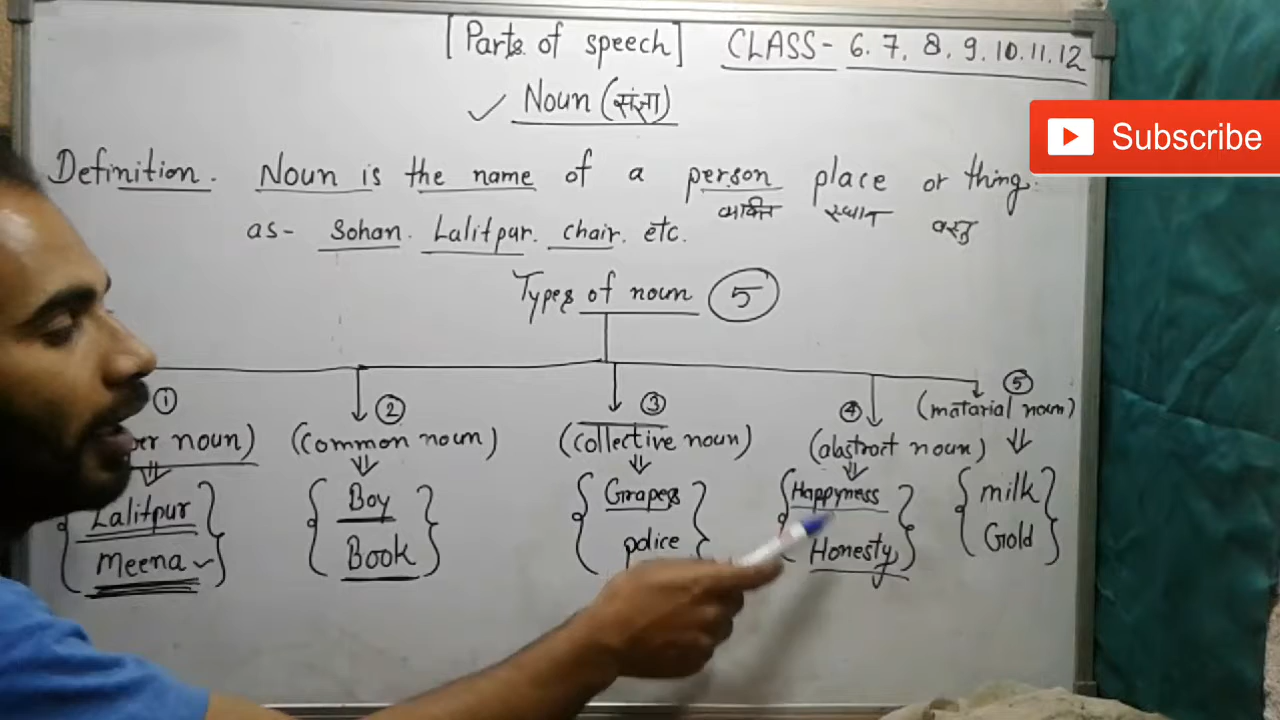 [Parts of speech] CLASS- 6. 7. 8. 9. 10. 11. 12
✓ Noun (संज्ञा)
Subscribe
Definition. Noun is the name of a person place or thing.
व्यक्ति स्थान वस्तु
as- Sohan. Lalitpur. chair. etc.
Types of noun 5
① ② ③ ④ ⑤
(matarial noun)
noun) (common noun) (collective noun) (abstract noun)
Lalitpur Boy Grapes Happyness milk
Meena Book police Honesty Gold